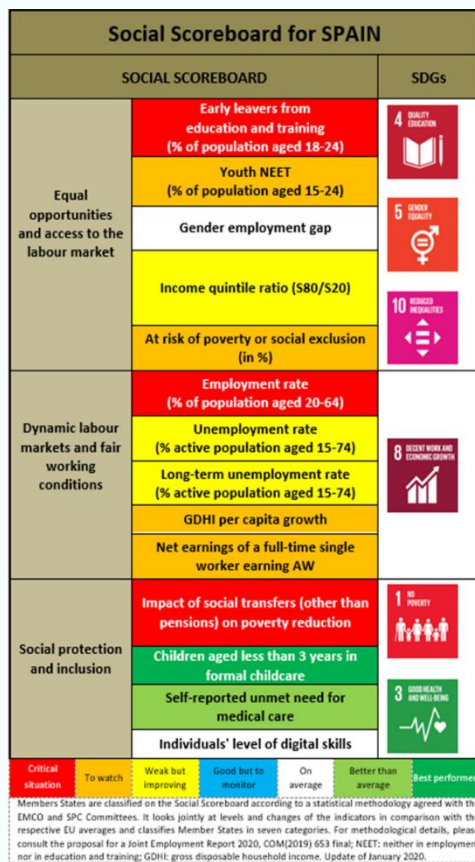 Social Scoreboard for SPAIN
SOCIAL SCOREBOARD
SDGs
Equal
opportunities
and access to the
labour market
Early leavers from
education and training
(% of population aged 18-24)
Youth NEET
(% of population aged 15-24)
Gender employment gap
Income quintile ratio (S80/S20)
At risk of poverty or social exclusion
(in %)
4 QUALITY
EDUCATION
5 GENDER
EQUALITY
10 REDUCED
INEQUALITIES
Dynamic labour
markets and fair
working
conditions
Employment rate
(% of population aged 20-64)
Unemployment rate
(% active population aged 15-74)
Long-term unemployment rate
(% active population aged 15-74)
GDHI per capita growth
Net earnings of a full-time single
worker earning AW
8 DECENT WORK AND
ECONOMIC GROWTH
Social protection
and inclusion
Impact of social transfers (other than
pensions) on poverty reduction
Children aged less than 3 years in
formal childcare
Self-reported unmet need for
medical care
Individuals' level of digital skills
1 NO
POVERTY
3 GOOD HEALTH
AND WELL-BEING
Critical
situation
To watch
Weak but
improving
Good but to
monitor
On
average
Better than
average
Best performers
Members States are classified on the Social Scoreboard according to a statistical methodology agreed with th
EMCO and SPC Committees. It looks jointly at levels and changes of the indicators in comparison with th
respective EU averages and classifies Member States in seven categories. For methodological details, plea
consult the proposal for a Joint Employment Report 2020, COM(2019) 653 final; NEET: neither in employme
nor in education and training; GDHI: gross disposable household income. Update of January 2020.